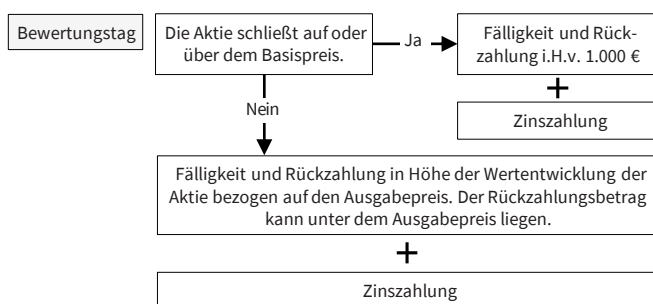 Bewertungstag
Die Aktie schließt auf oder
über dem Basispreis.
Ja
Fälligkeit und Rück-
zahlung i.H.v. 1.000 €
+
Zinszahlung
Nein
Fälligkeit und Rückzahlung in Höhe der Wertentwicklung der
Aktie bezogen auf den Ausgabepreis. Der Rückzahlungsbetrag
kann unter dem Ausgabepreis liegen.
+
Zinszahlung